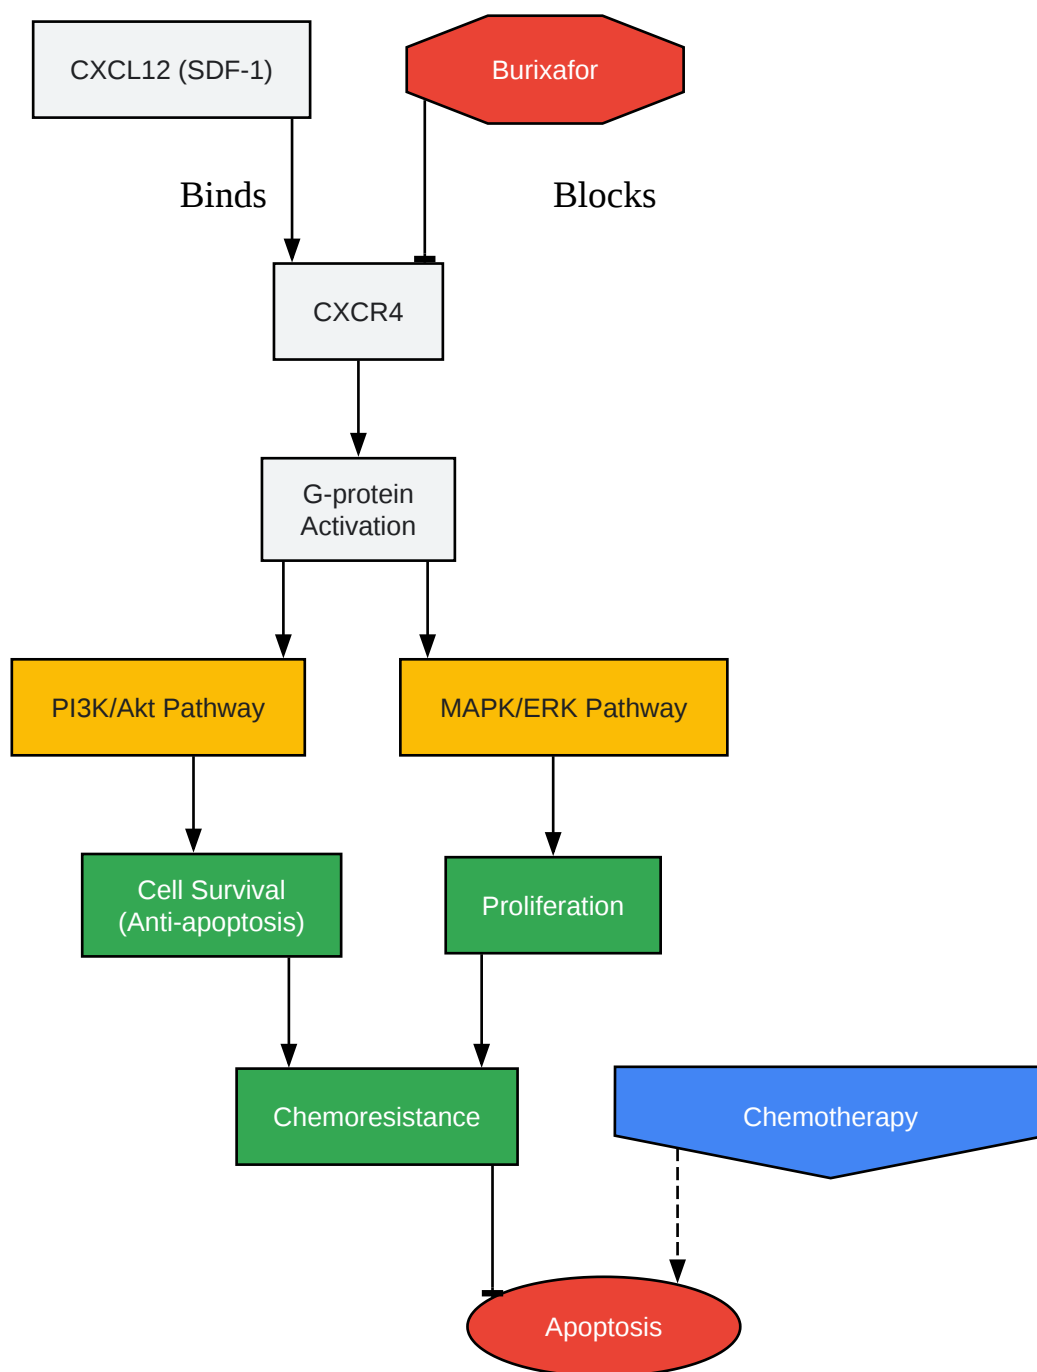 CXCL12 (SDF-1)
Burixafor
Binds
Blocks
CXCR4
G-protein
Activation
PI3K/Akt Pathway
MAPK/ERK Pathway
Cell Survival
(Anti-apoptosis)
Proliferation
Chemoresistance
Chemotherapy
Apoptosis